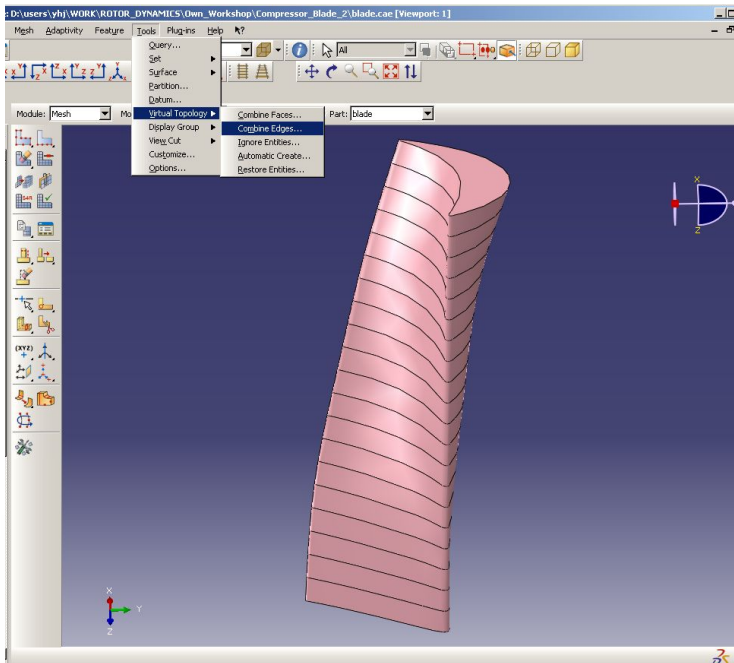 D:\users\yhj\WORK\ROTOR_DYNAMICS\Own_Workshop\Compressor_Blade_2\blade.cae [Viewport: 1]
Mesh Adaptivity Feature Tools Plug-ins Help
Query...
Set
All
Surface
Partition...
Datum...
Module: Mesh Mo
Virtual Topology
Combine Faces...
Part: blade
Display Group
Combine Edges...
View Cut
Ignore Entities...
Customize...
Automatic Create...
Options...
Restore Entities...
X
Z
(XYZ)
X
Y
Z